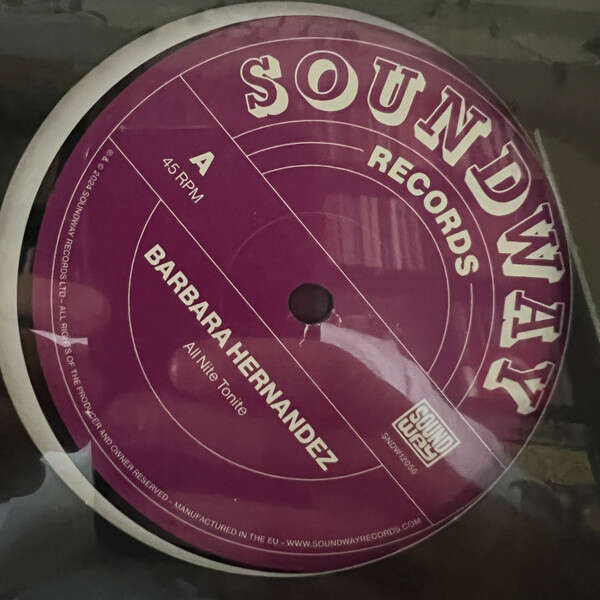 SOUNDWAY
RECORDS
A
45 RPM
BARBARA HERNANDEZ
All Nite Tonite
SOUND
WAY
SNDW12056
℗ & © 2024 SOUNDWAY RECORDS LTD – ALL RIGHTS OF THE PRODUCER AND OWNER RESERVED – MANUFACTURED IN THE EU – WWW.SOUNDWAYRECORDS.COM